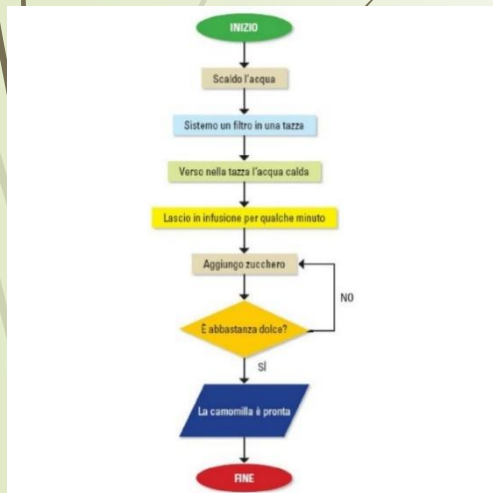 INIZIO
Scaldo l'acqua
Sistemo un filtro in una tazza
Verso nella tazza l'acqua calda
Lascio in infusione per qualche minuto
Aggiungo zucchero
NO
È abbastanza dolce?
SÌ
La camomilla è pronta
FINE